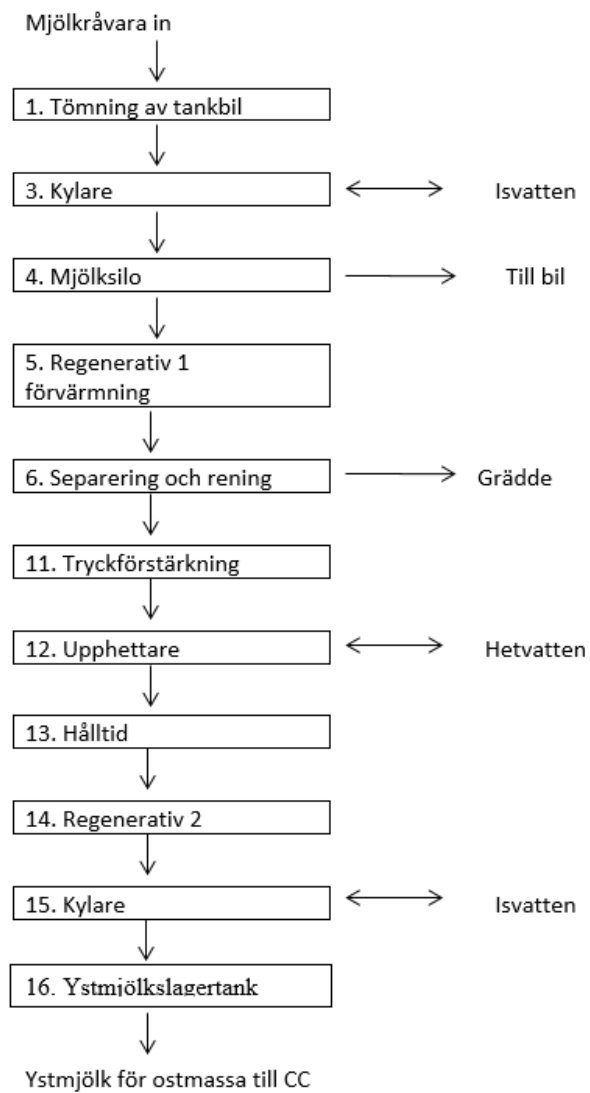 Mjölkråvara in
1. Tömning av tankbil
3. Kylare
Isvatten
4. Mjölksilo
Till bil
5. Regenerativ 1
förvärmning
6. Separering och rening
Grädde
11. Tryckförstärkning
12. Upphettare
Hetvatten
13. Hålltid
14. Regenerativ 2
15. Kylare
Isvatten
16. Ystmjölkslagertank
Ystmjölk för ostmassa till CC